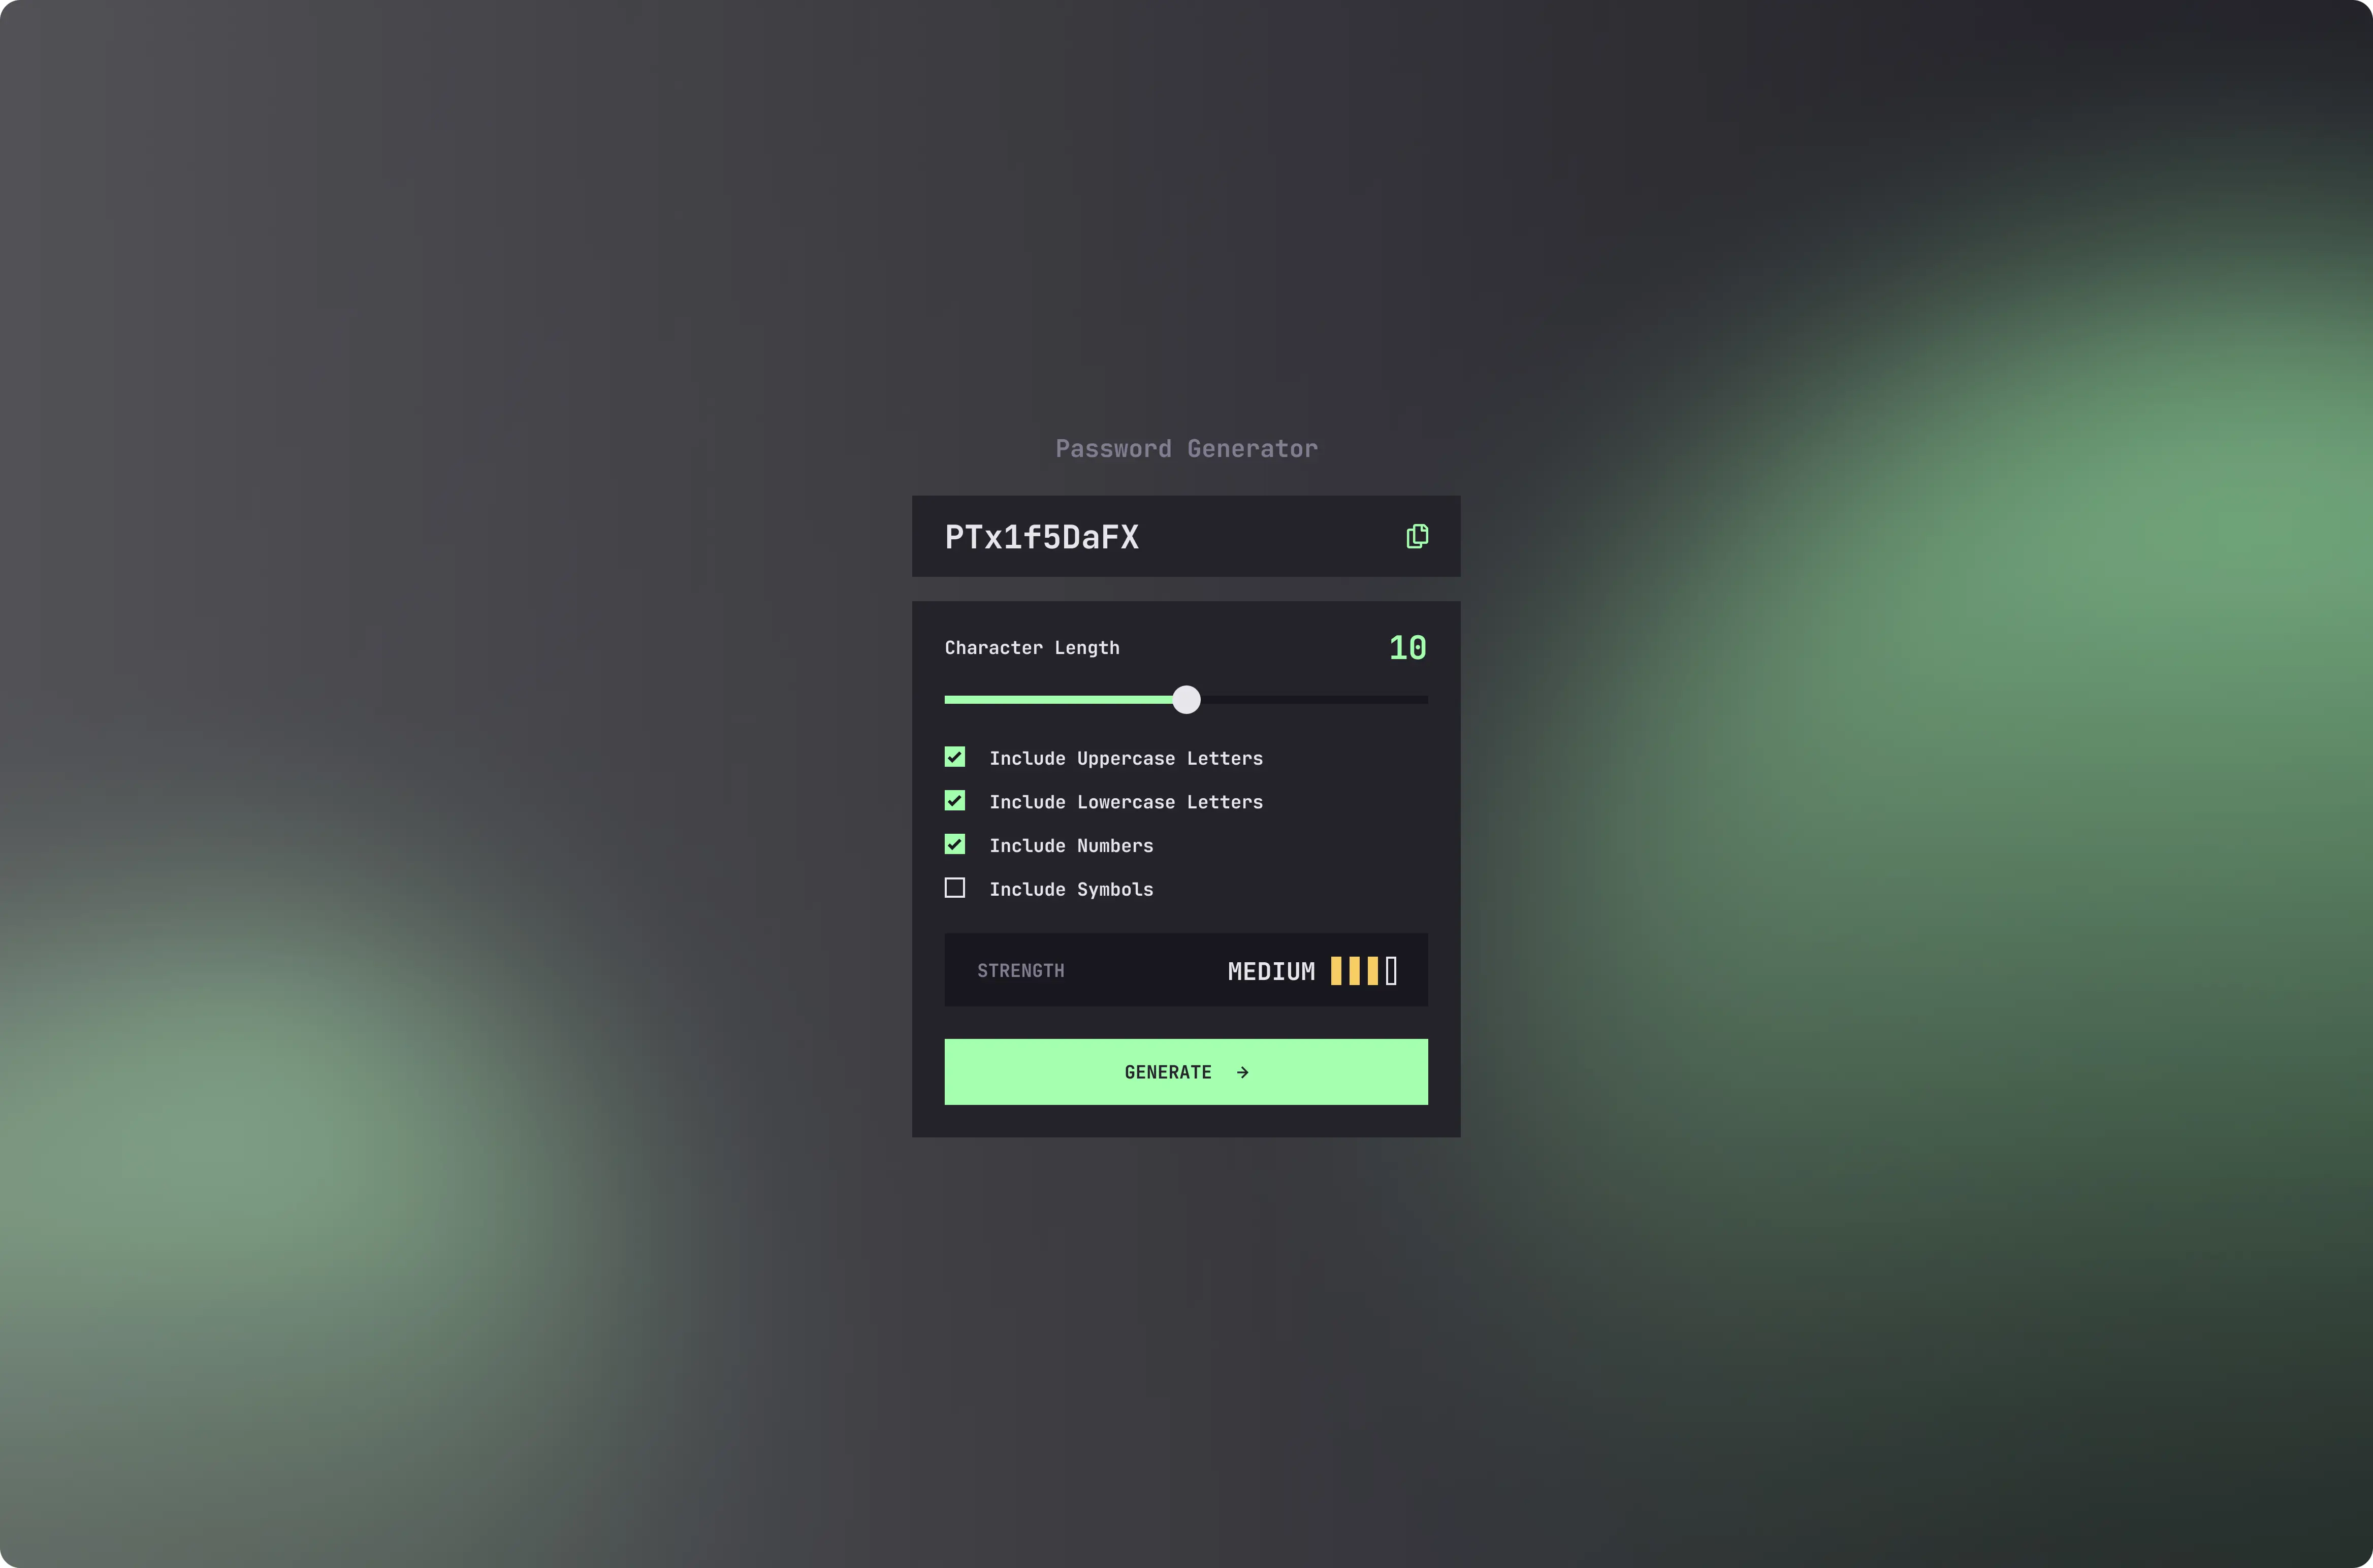 Password Generator
PTx1f5DaFX
Character Length 10
Include Uppercase Letters
Include Lowercase Letters
Include Numbers
Include Symbols
STRENGTH MEDIUM
GENERATE →